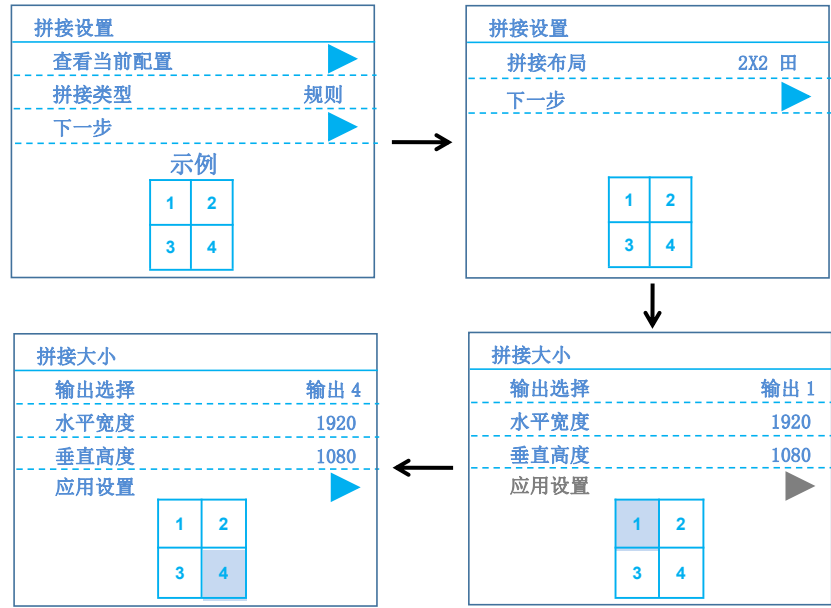 拼接设置
查看当前配置
拼接类型 规则
下一步
示例
1 2
3 4
拼接设置
拼接布局 2X2 田
下一步
1 2
3 4
拼接大小
输出选择 输出 1
水平宽度 1920
垂直高度 1080
应用设置
1 2
3 4
拼接大小
输出选择 输出 4
水平宽度 1920
垂直高度 1080
应用设置
1 2
3 4